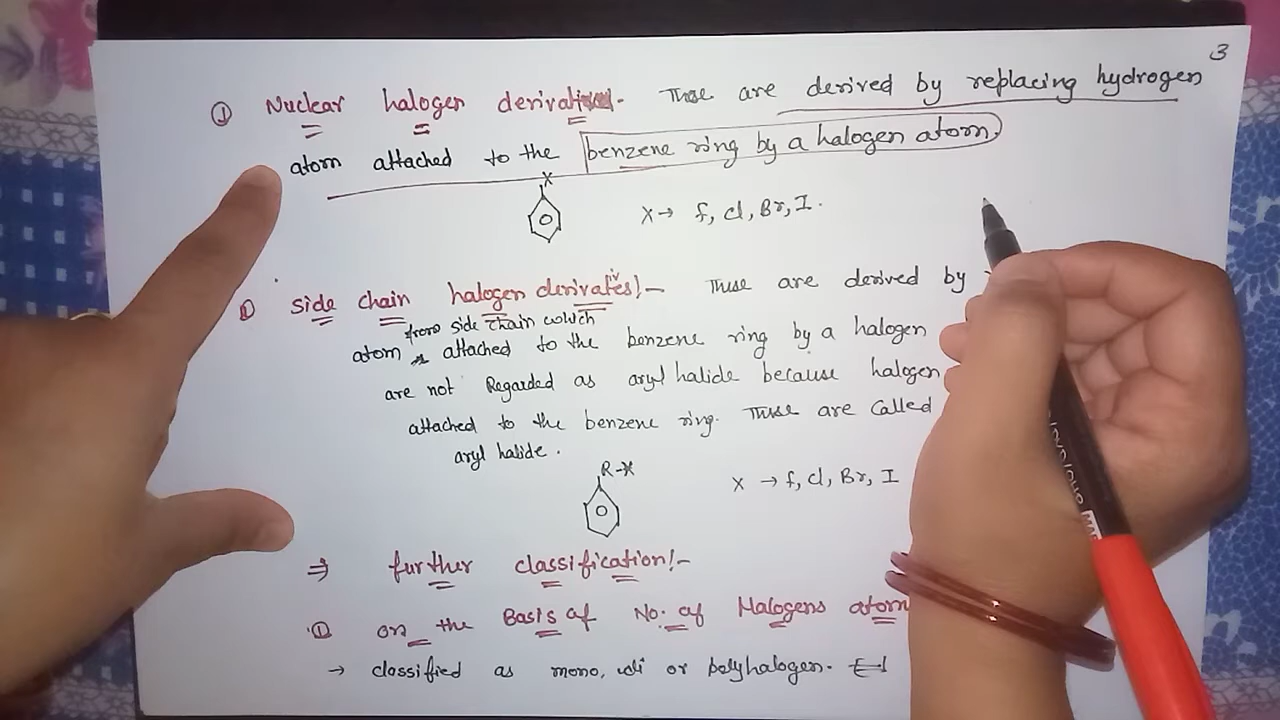 3
① Nuclear halogen derivatives. These are derived by replacing hydrogen
atom attached to the benzene ring by a halogen atom.
X
X → f, Cl, Br, I.
① Side chain halogen derivatives!- These are derived by
from side chain which
atom attached to the benzene ring by a halogen
are not Regarded as aryl halide because halogen
attached to the benzene ring. These are called
aryl halide.
R-X
X → f, Cl, Br, I
⇒ further classification!-
① on the Basis of No: of Halogens atom
→ classified as mono, di or polyhalogen.